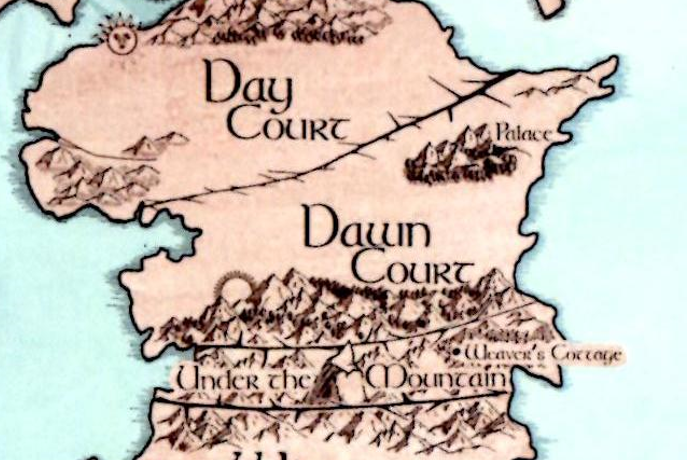 Day
Court
Palace
Dawn
Court
Weaver's Cottage
Under the Mountain